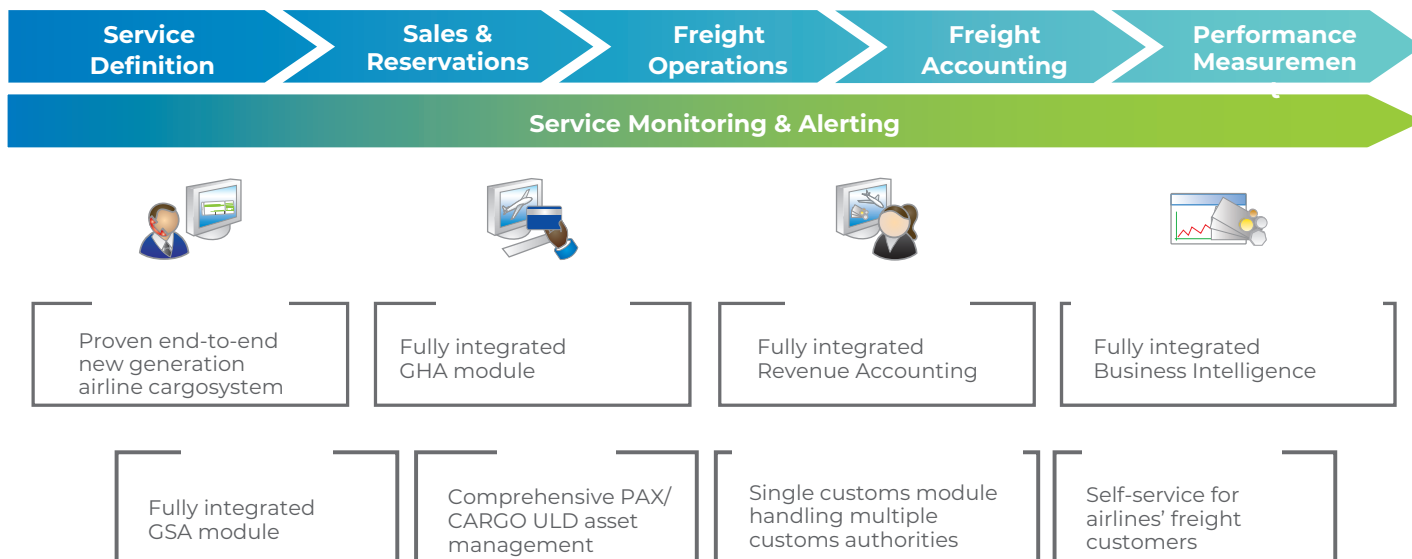 Service
Definition
Sales &
Reservations
Freight
Operations
Freight
Accounting
Performance
Measuremen
t
Service Monitoring & Alerting
Proven end-to-end
new generation
airline cargosystem
Fully integrated
GHA module
Fully integrated
Revenue Accounting
Fully integrated
Business Intelligence
Fully integrated
GSA module
Comprehensive PAX/
CARGO ULD asset
management
Single customs module
handling multiple
customs authorities
Self-service for
airlines’ freight
customers